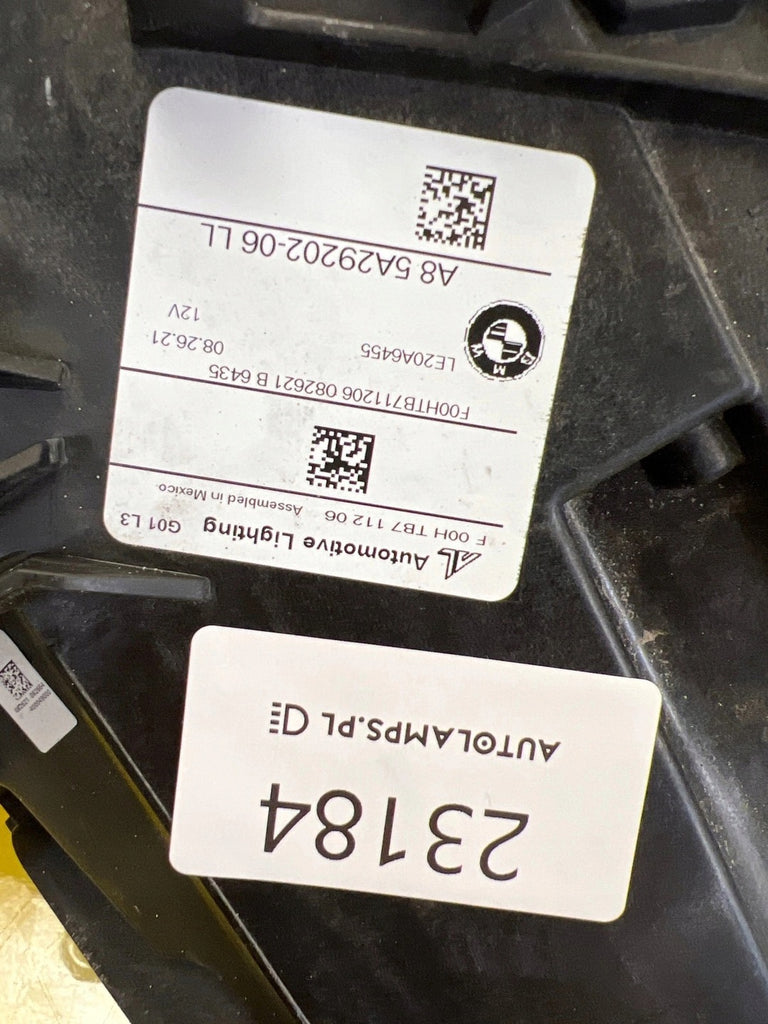 AUTOLAMPS.PL
23184
Automotive Lighting G01 L3
F 00H TB7 112 06 Assembled in Mexico
F00HTB711206 082621 B 6435
LE20A6455 08.26.21
12V
BMW
A8 5A29202-06 LL